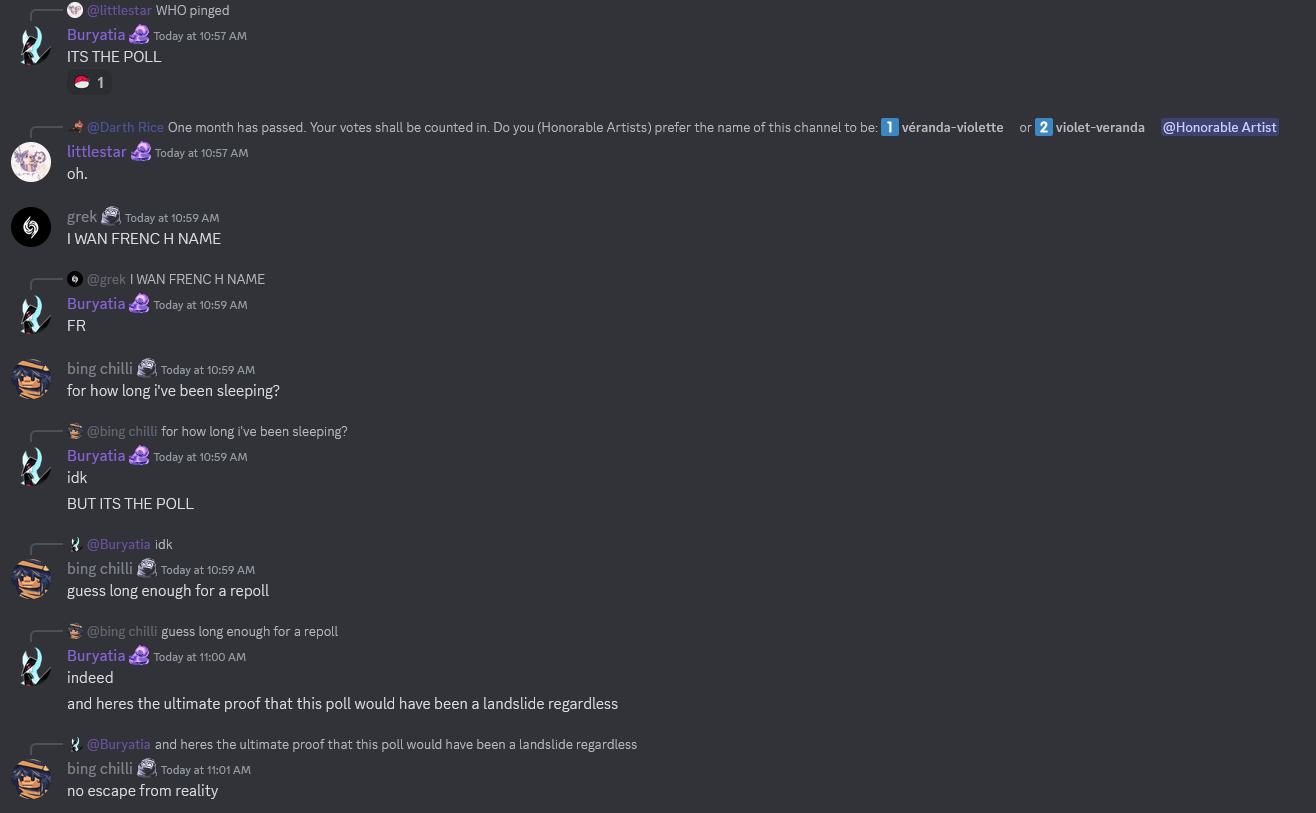 @littlestar WHO pinged
Buryatia Today at 10:57 AM
ITS THE POLL
1
@Darth Rice One month has passed. Your votes shall be counted in. Do you (Honorable Artists) prefer the name of this channel to be: 1 véranda-violette or 2 violet-veranda @Honorable Artist
littlestar Today at 10:57 AM
oh.
grek Today at 10:59 AM
I WAN FRENC H NAME
@grek I WAN FRENC H NAME
Buryatia Today at 10:59 AM
FR
bing chilli Today at 10:59 AM
for how long i've been sleeping?
@bing chilli for how long i've been sleeping?
Buryatia Today at 10:59 AM
idk
BUT ITS THE POLL
@Buryatia idk
bing chilli Today at 10:59 AM
guess long enough for a repoll
@bing chilli guess long enough for a repoll
Buryatia Today at 11:00 AM
indeed
and heres the ultimate proof that this poll would have been a landslide regardless
@Buryatia and heres the ultimate proof that this poll would have been a landslide regardless
bing chilli Today at 11:01 AM
no escape from reality